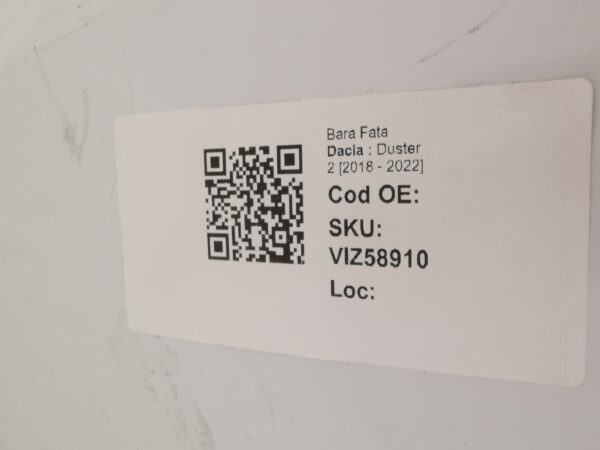 Bara Fata
Dacia : Duster
2 [2018 - 2022]
Cod OE:
SKU:
VIZ58910
Loc: